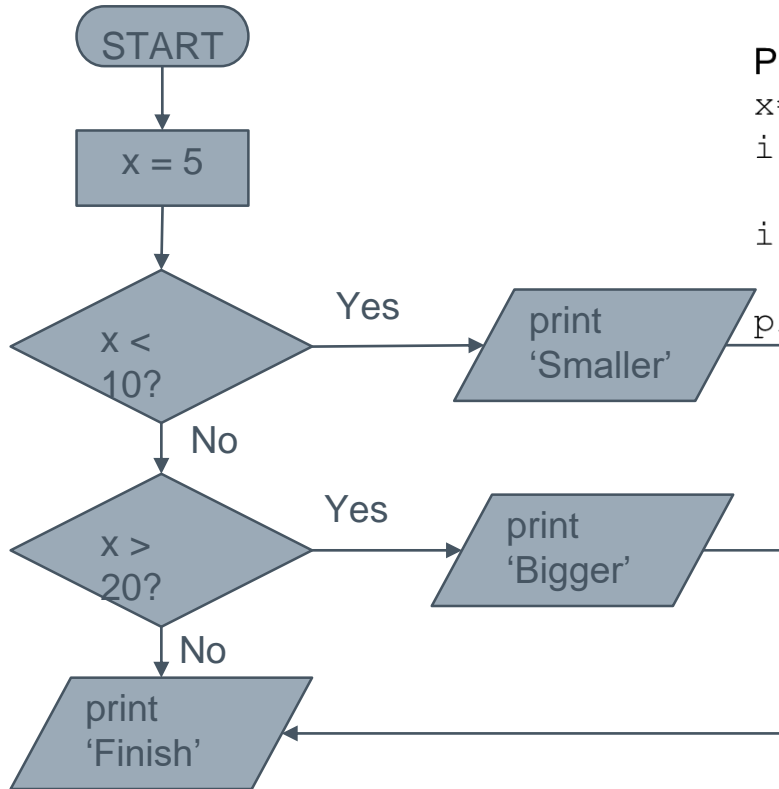 START
x = 5
x <
10?
Yes
print
‘Smaller’
No
x >
20?
Yes
print
‘Bigger’
No
print
‘Finish’